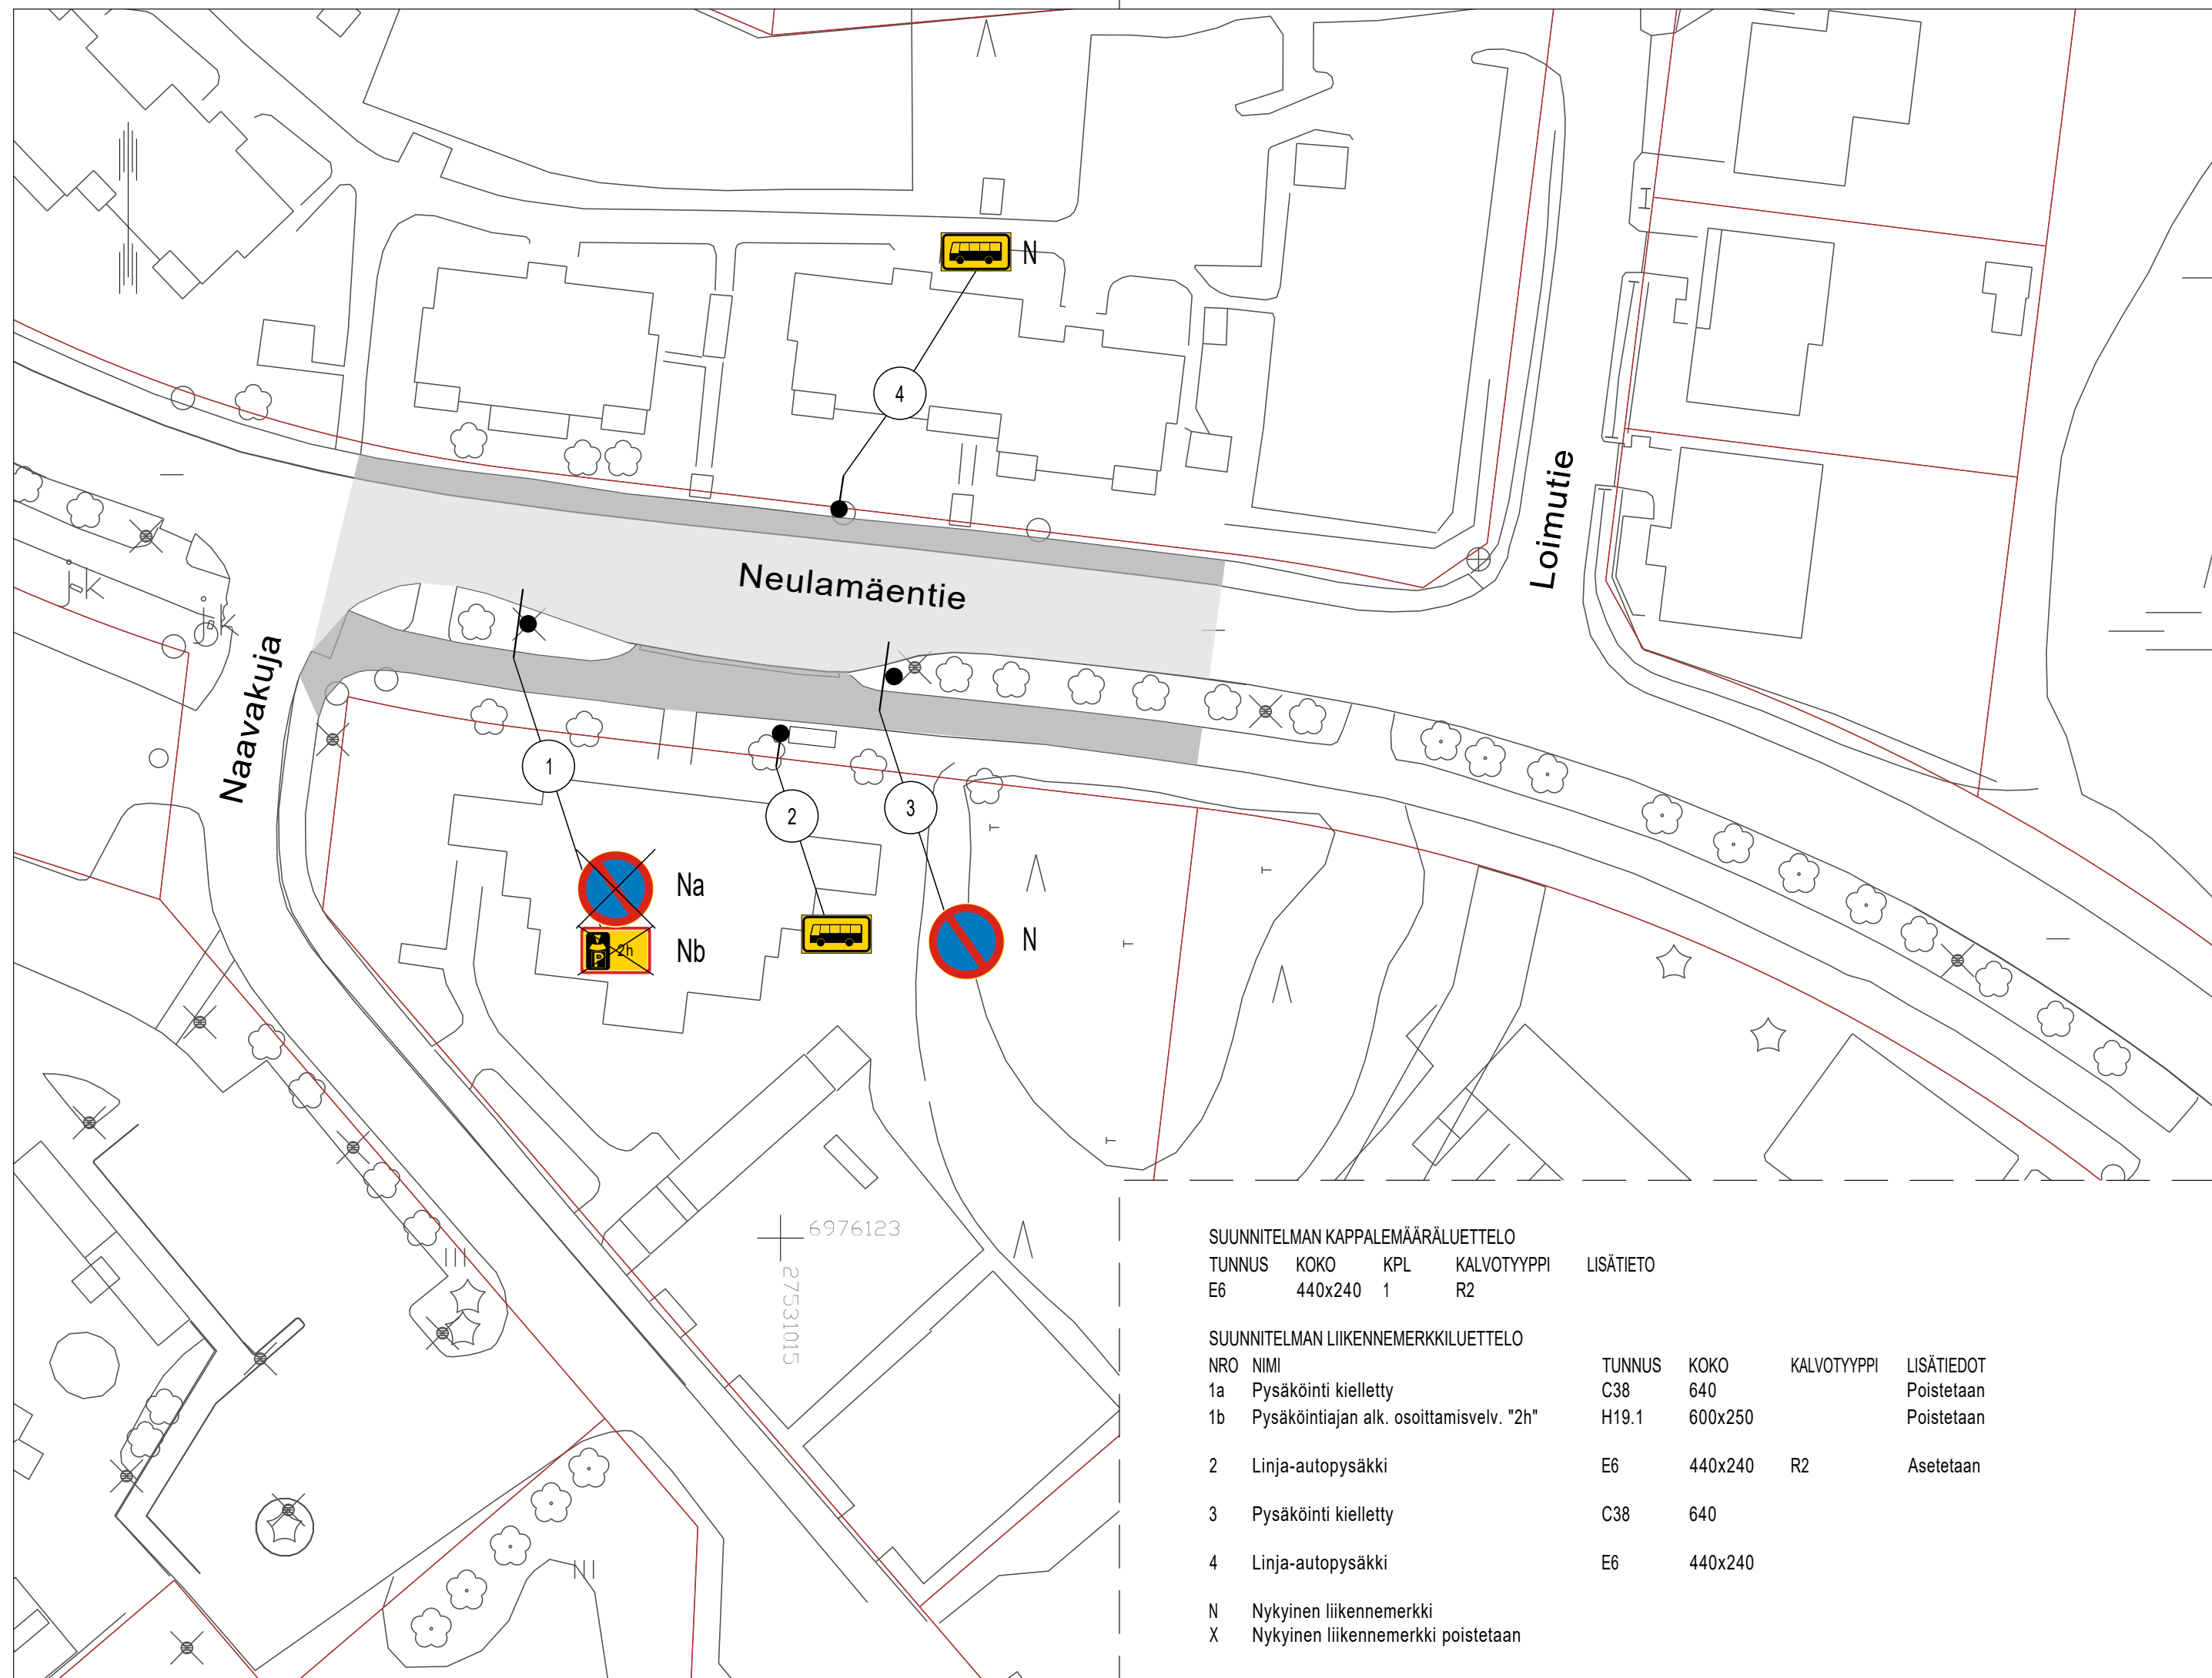 N
4
Loimutie
Neulamäentie
Naavakuja
jk
jk
1
2
3
Na
2h
P
Nb
N
6976123
27531015
SUUNNITELMAN KAPPALEMÄÄRÄLUETTELO
TUNNUS KOKO KPL KALVOTYYPPI LISÄTIETO
E6 440x240 1 R2
SUUNNITELMAN LIIKENNEMERKKILUETTELO
NRO NIMI TUNNUS KOKO KALVOTYYPPI LISÄTIEDOT
1a Pysäköinti kielletty C38 640 Poistetaan
1b Pysäköintiajan alk. osoittamisvelv. "2h" H19.1 600x250 Poistetaan
2 Linja-autopysäkki E6 440x240 R2 Asetetaan
3 Pysäköinti kielletty C38 640
4 Linja-autopysäkki E6 440x240
N Nykyinen liikennemerkki
X Nykyinen liikennemerkki poistetaan